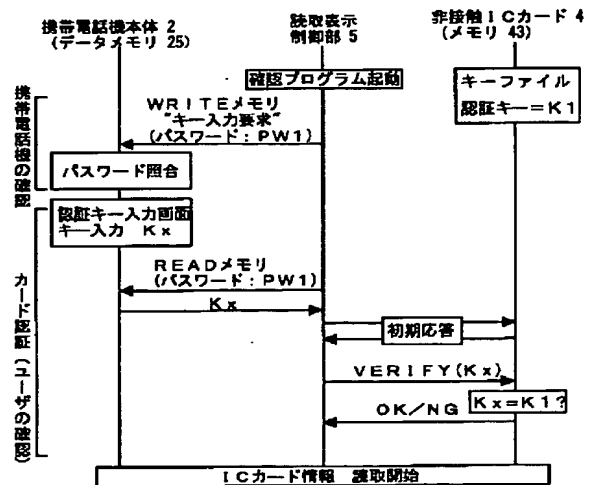 携帯電話機本体 2
(データメモリ 25)
読取表示
制御部 5
非接触ICカード 4
(メモリ 43)
確認プログラム起動
キーファイル
認証キー=K1
携帯電話機の確認
WRITEメモリ
"キー入力要求"
(パスワード:PW1)
パスワード照合
カード認証(ユーザの確認)
認証キー入力画面
キー入力 Kx
READメモリ
(パスワード:PW1)
Kx
初期応答
VERIFY(Kx)
Kx=K1?
OK/NG
ICカード情報 読取開始